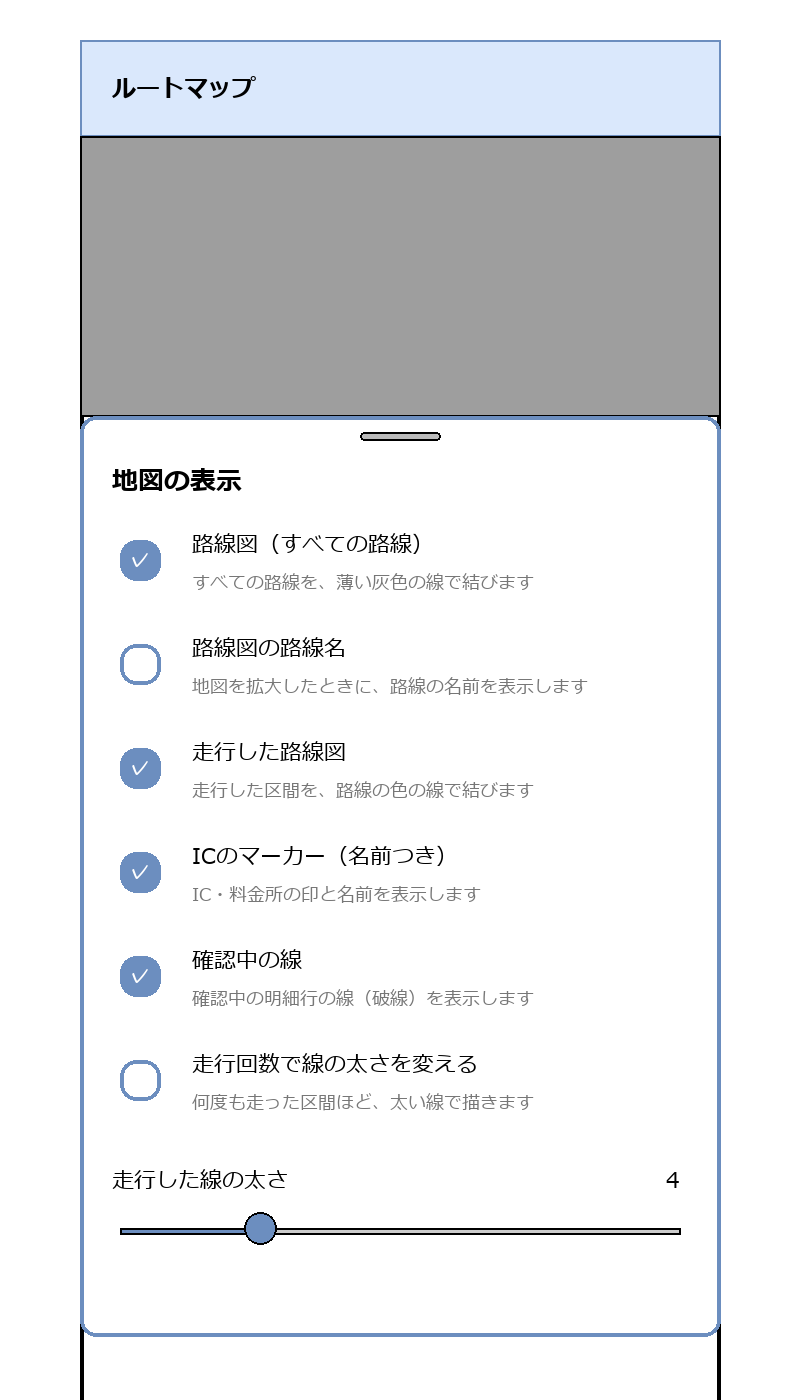 ルートマップ
地図の表示
路線図（すべての路線）
すべての路線を、薄い灰色の線で結びます
路線図の路線名
地図を拡大したときに、路線の名前を表示します
走行した路線図
走行した区間を、路線の色の線で結びます
ICのマーカー（名前つき）
IC・料金所の印と名前を表示します
確認中の線
確認中の明細行の線（破線）を表示します
走行回数で線の太さを変える
何度も走った区間ほど、太い線で描きます
走行した線の太さ 4